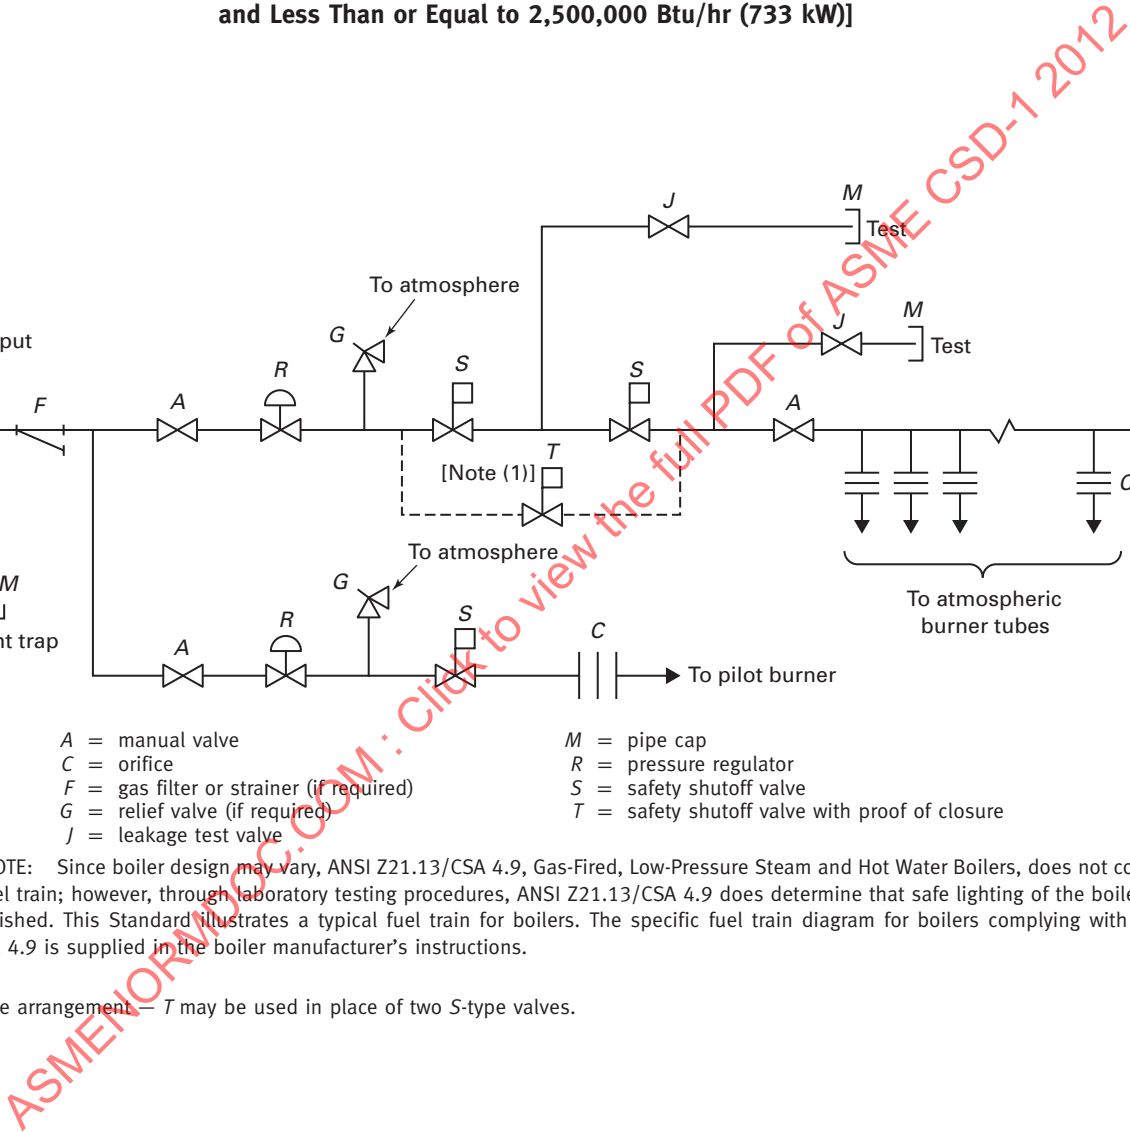 and Less Than or Equal to 2,500,000 Btu/hr (733 kW)]
M
J
Test
To atmosphere
M
G
J
put
Test
R
S
S
F
A
A
T
[Note (1)]
C
To atmosphere
M
G
To atmospheric
burner tubes
nt trap
R
S
C
A
To pilot burner
A = manual valve
C = orifice
F = gas filter or strainer (if required)
G = relief valve (if required)
J = leakage test valve
M = pipe cap
R = pressure regulator
S = safety shutoff valve
T = safety shutoff valve with proof of closure
OTE: Since boiler design may vary, ANSI Z21.13/CSA 4.9, Gas-Fired, Low-Pressure Steam and Hot Water Boilers, does not co
el train; however, through laboratory testing procedures, ANSI Z21.13/CSA 4.9 does determine that safe lighting of the boile
lished. This Standard illustrates a typical fuel train for boilers. The specific fuel train diagram for boilers complying with
4.9 is supplied in the boiler manufacturer's instructions.
e arrangement — T may be used in place of two S-type valves.
ASMENORMDOC.COM : Click to view the full PDF of ASME CSD-1 2012